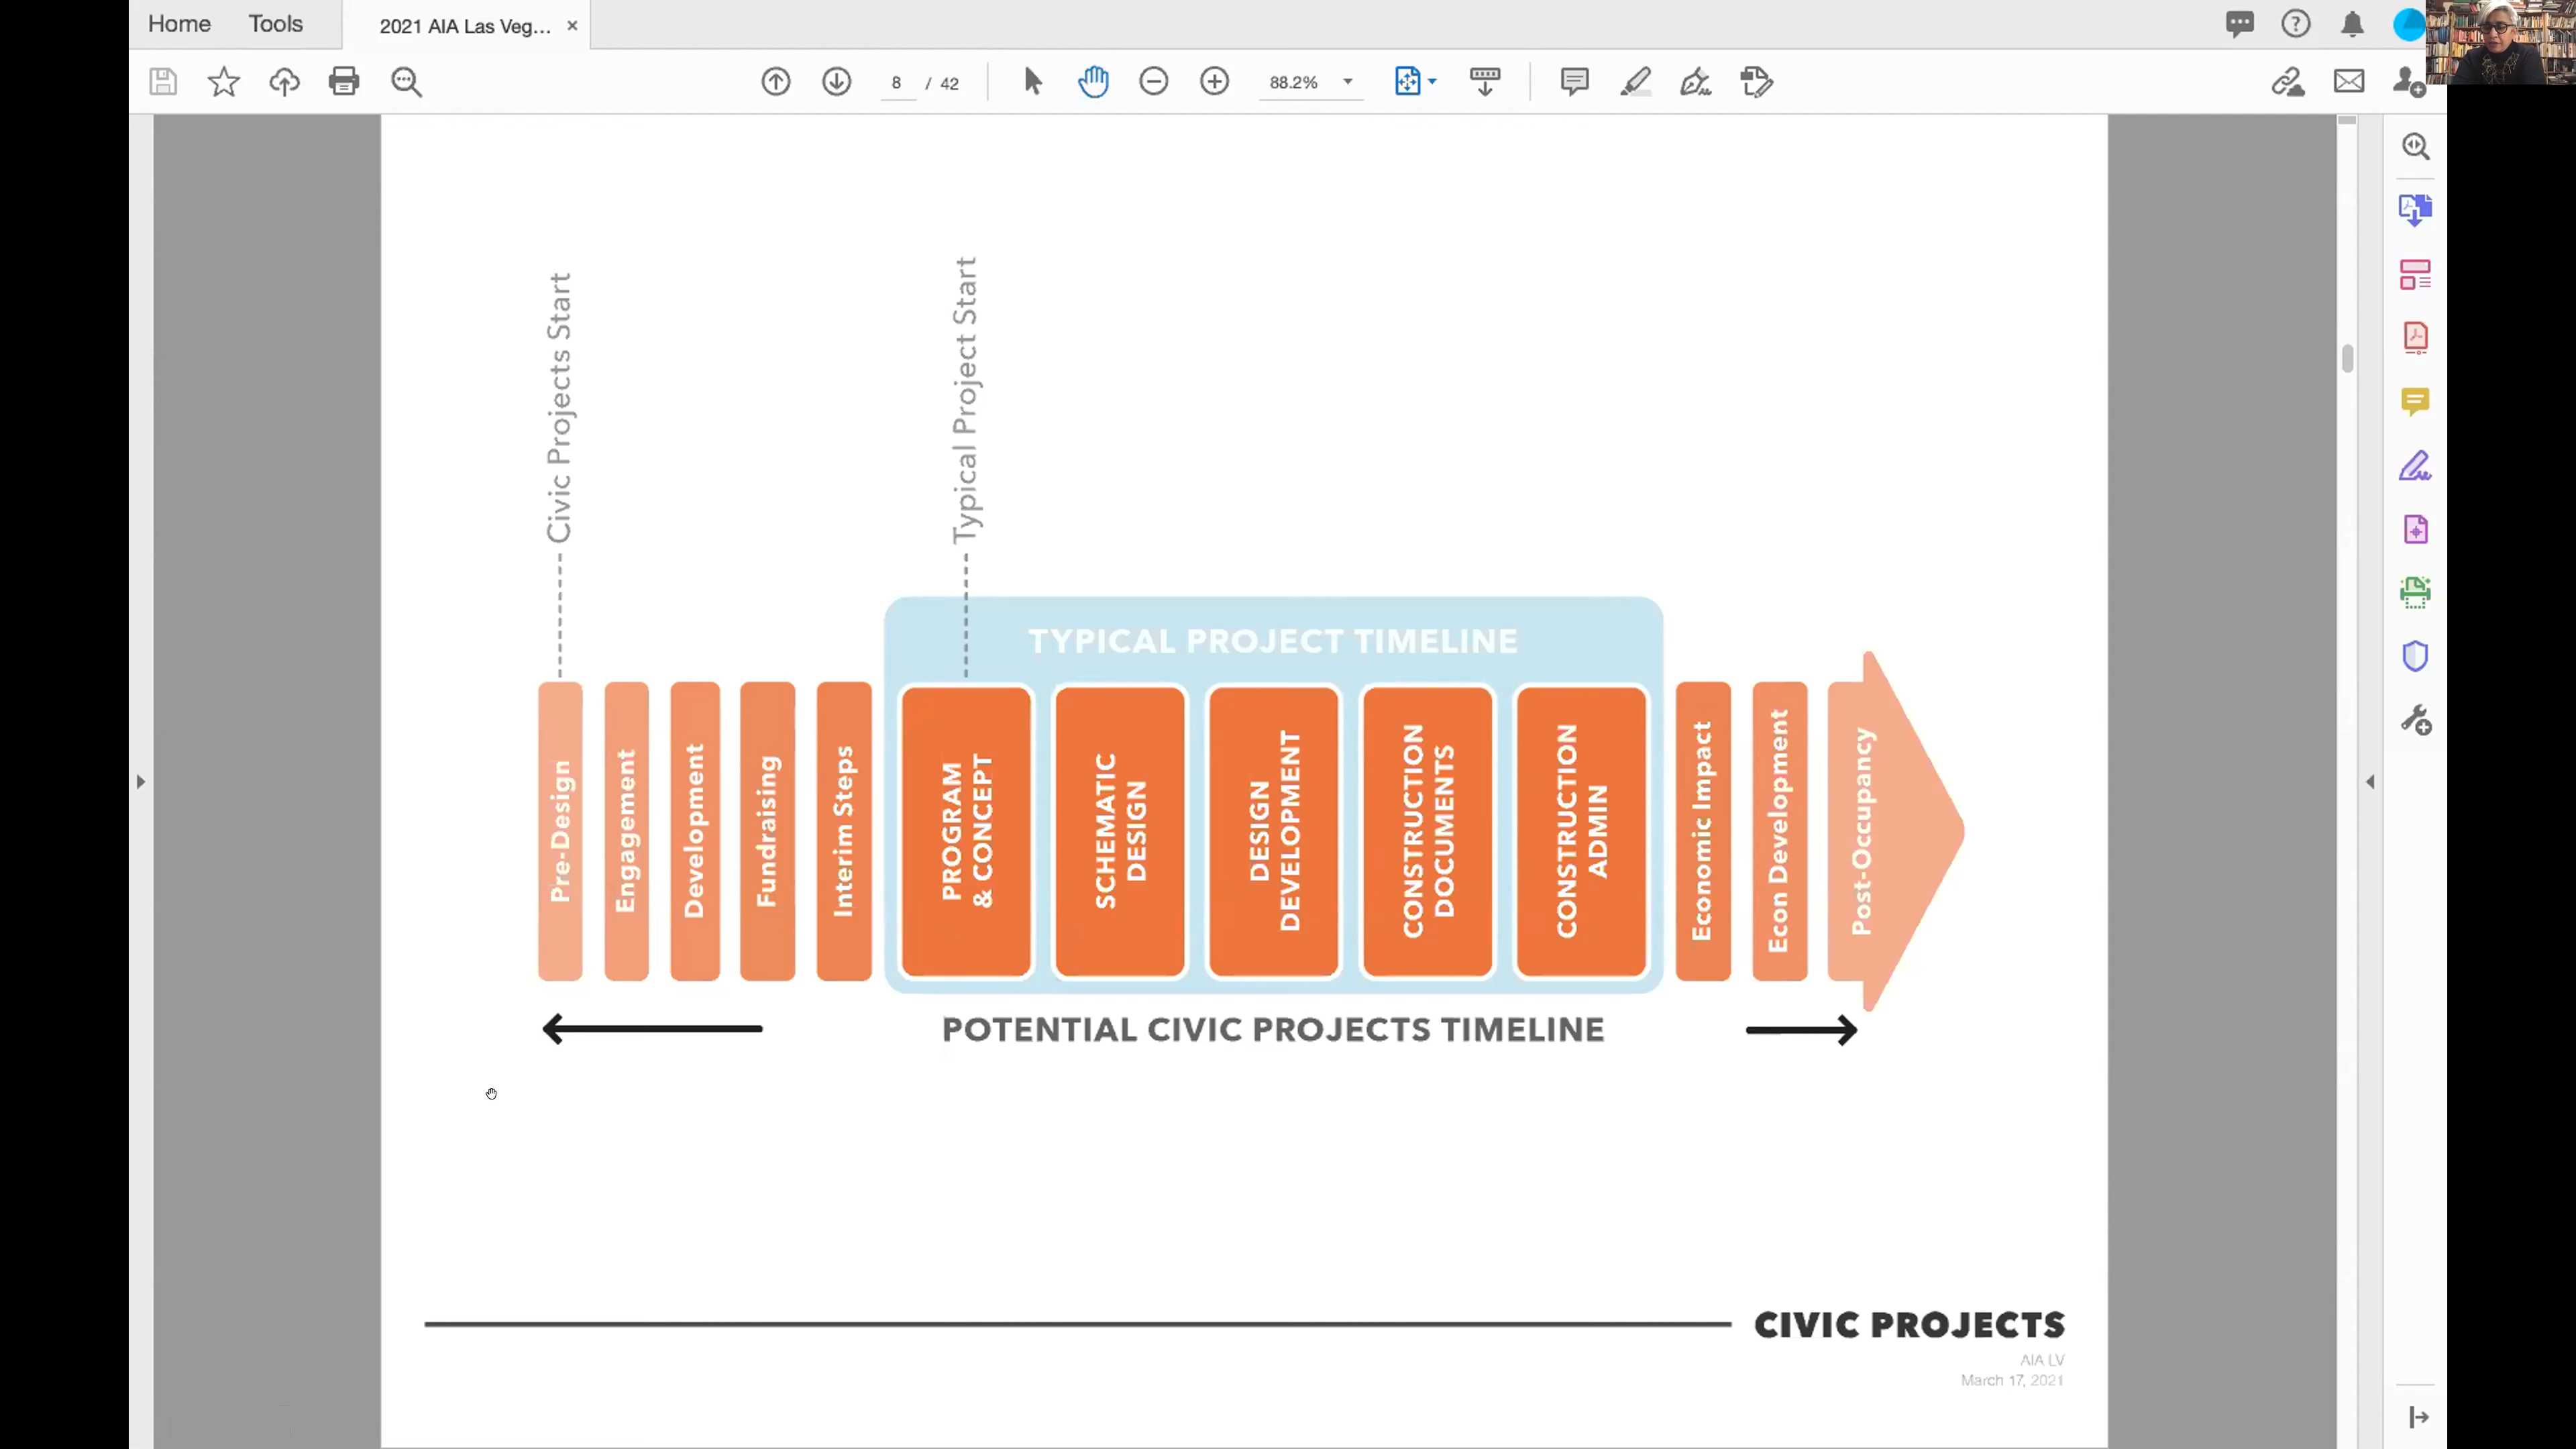 Home
Tools
2021 AIA Las Veg...
8 / 42
88.2%
Civic Projects Start
Typical Project Start
TYPICAL PROJECT TIMELINE
Pre-Design
Engagement
Development
Fundraising
Interim Steps
PROGRAM
& CONCEPT
SCHEMATIC
DESIGN
DESIGN
DEVELOPMENT
CONSTRUCTION
DOCUMENTS
CONSTRUCTION
ADMIN
Economic Impact
Econ Development
Post-Occupancy
POTENTIAL CIVIC PROJECTS TIMELINE
CIVIC PROJECTS
AIA LV
March 17, 2021